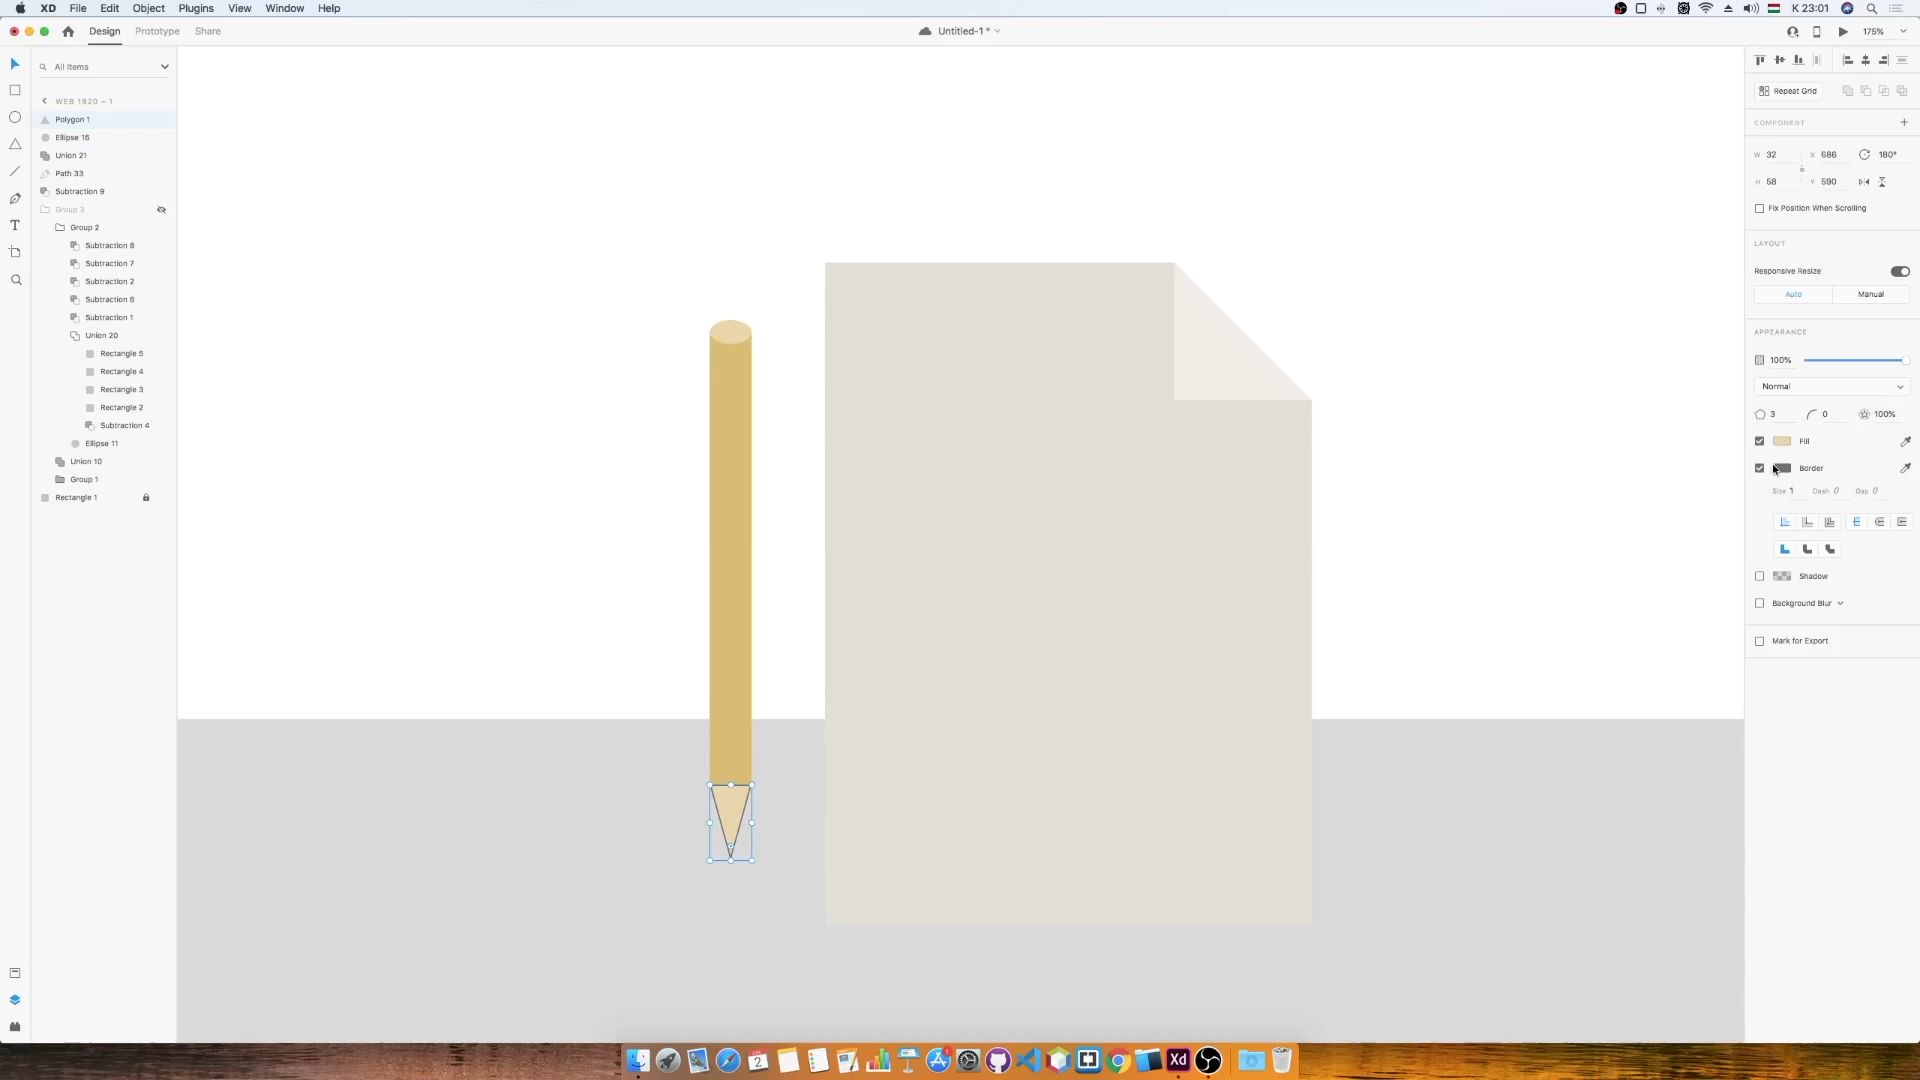 XD File Edit Object Plugins View Window Help
K 23:01
Design Prototype Share
Untitled-1 *
175%
All Items
WEB 1920 – 1
Polygon 1
Ellipse 16
Union 21
Path 33
Subtraction 9
Group 3
Group 2
Subtraction 8
Subtraction 7
Subtraction 2
Subtraction 6
Subtraction 1
Union 20
Rectangle 5
Rectangle 4
Rectangle 3
Rectangle 2
Subtraction 4
Ellipse 11
Union 10
Group 1
Rectangle 1
Repeat Grid
COMPONENT
W 32 X 686 180°
H 58 Y 590
Fix Position When Scrolling
LAYOUT
Responsive Resize
Auto Manual
APPEARANCE
100%
Normal
3 0 100%
Fill
Border
Size 1 Dash 0 Gap 0
Shadow
Background Blur
Mark for Export
2
Xd